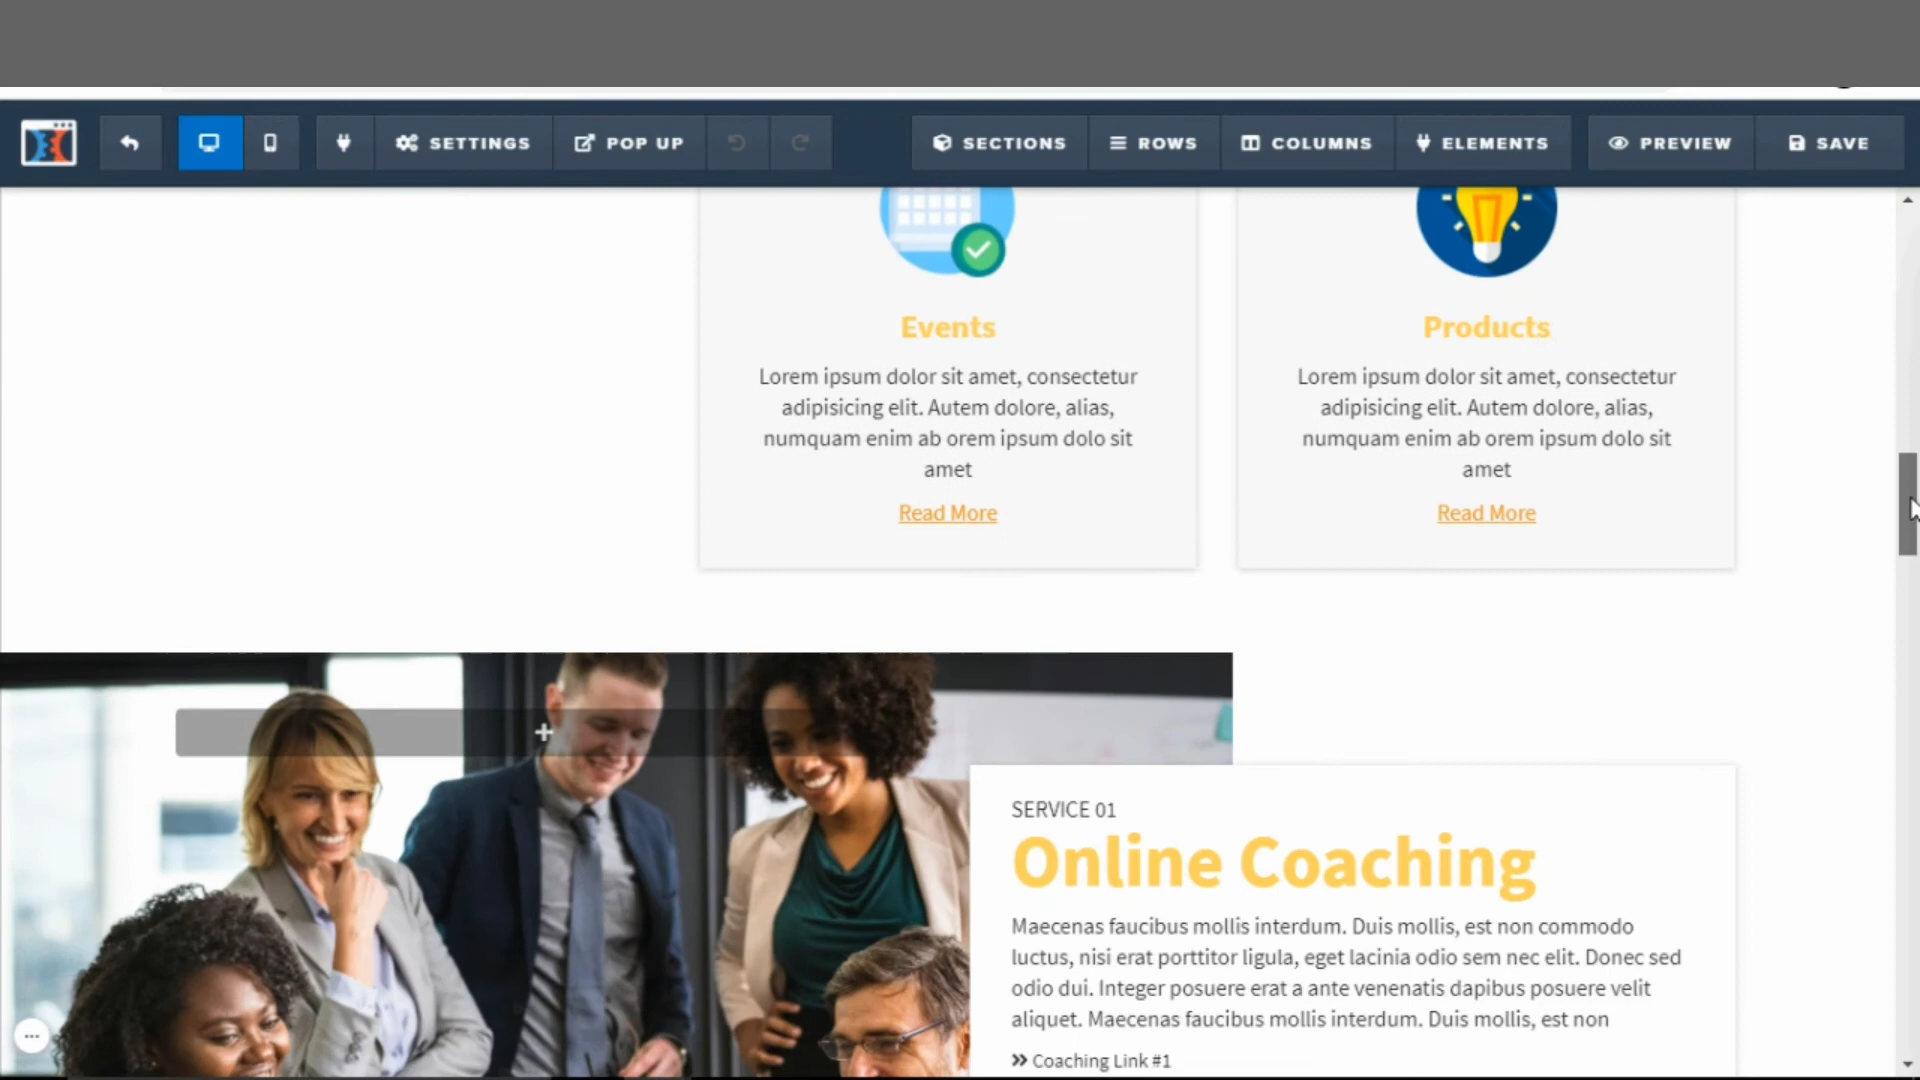 SETTINGS
POP UP
SECTIONS
ROWS
COLUMNS
ELEMENTS
PREVIEW
SAVE
Events
Lorem ipsum dolor sit amet, consectetur
adipisicing elit. Autem dolore, alias,
numquam enim ab orem ipsum dolo sit
amet
Read More
Products
Lorem ipsum dolor sit amet, consectetur
adipisicing elit. Autem dolore, alias,
numquam enim ab orem ipsum dolo sit
amet
Read More
SERVICE 01
Online Coaching
Maecenas faucibus mollis interdum. Duis mollis, est non commodo
luctus, nisi erat porttitor ligula, eget lacinia odio sem nec elit. Donec sed
odio dui. Integer posuere erat a ante venenatis dapibus posuere velit
aliquet. Maecenas faucibus mollis interdum. Duis mollis, est non
Coaching Link #1